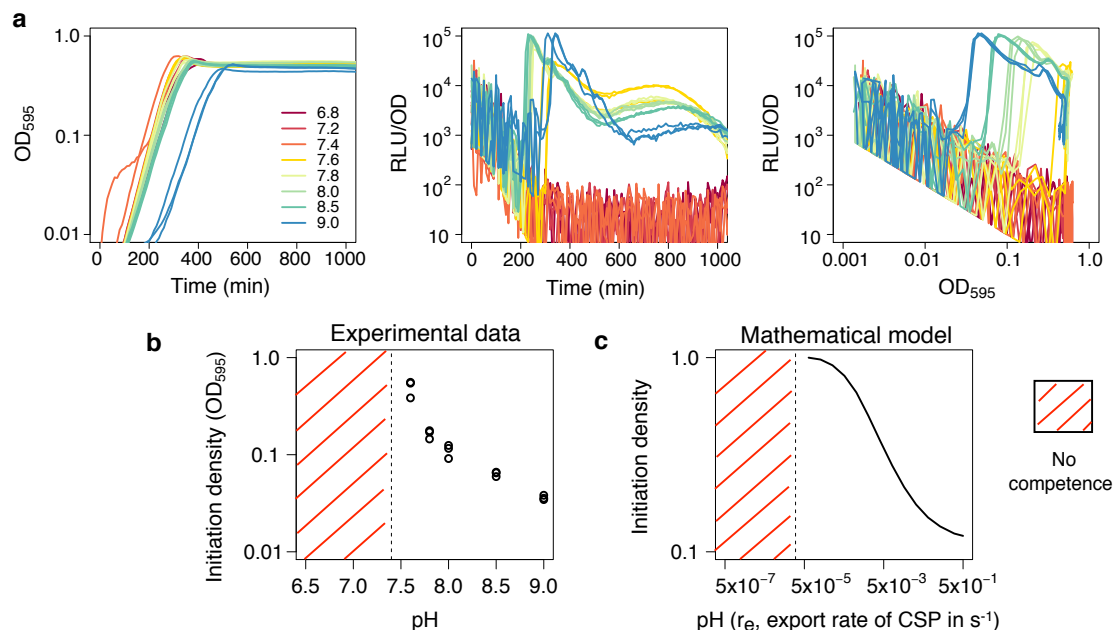 a
OD595
1.0
0.1
0.01
0 200 400 600 800 1000
Time (min)
6.8
7.2
7.4
7.6
7.8
8.0
8.5
9.0
RLU/OD
10^5
10^4
10^3
10^2
10
0 200 400 600 800 1000
Time (min)
RLU/OD
10^5
10^4
10^3
10^2
10
0.001 0.01 0.1 1.0
OD595
b
Experimental data
Initiation density (OD595)
1.0
0.1
0.01
6.5 7.0 7.5 8.0 8.5 9.0
pH
c
Mathematical model
Initiation density
1.0
0.1
5x10^-7 5x10^-5 5x10^-3 5x10^-1
pH (re, export rate of CSP in s^-1)
No
competence